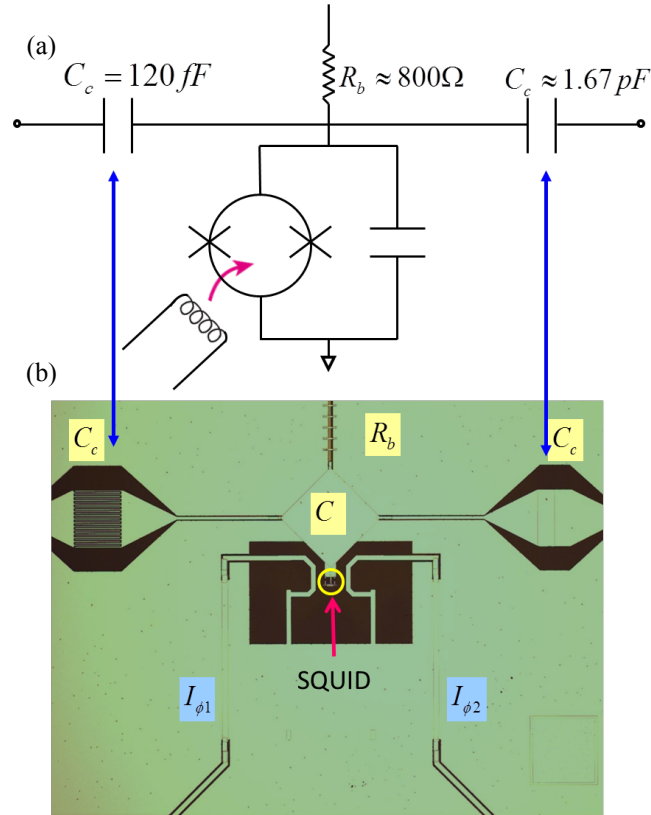 (a)
C_c = 120 fF
R_b ≈ 800Ω
C_c ≈ 1.67 pF
(b)
C_c
R_b
C_c
C
SQUID
I_ϕ1
I_ϕ2